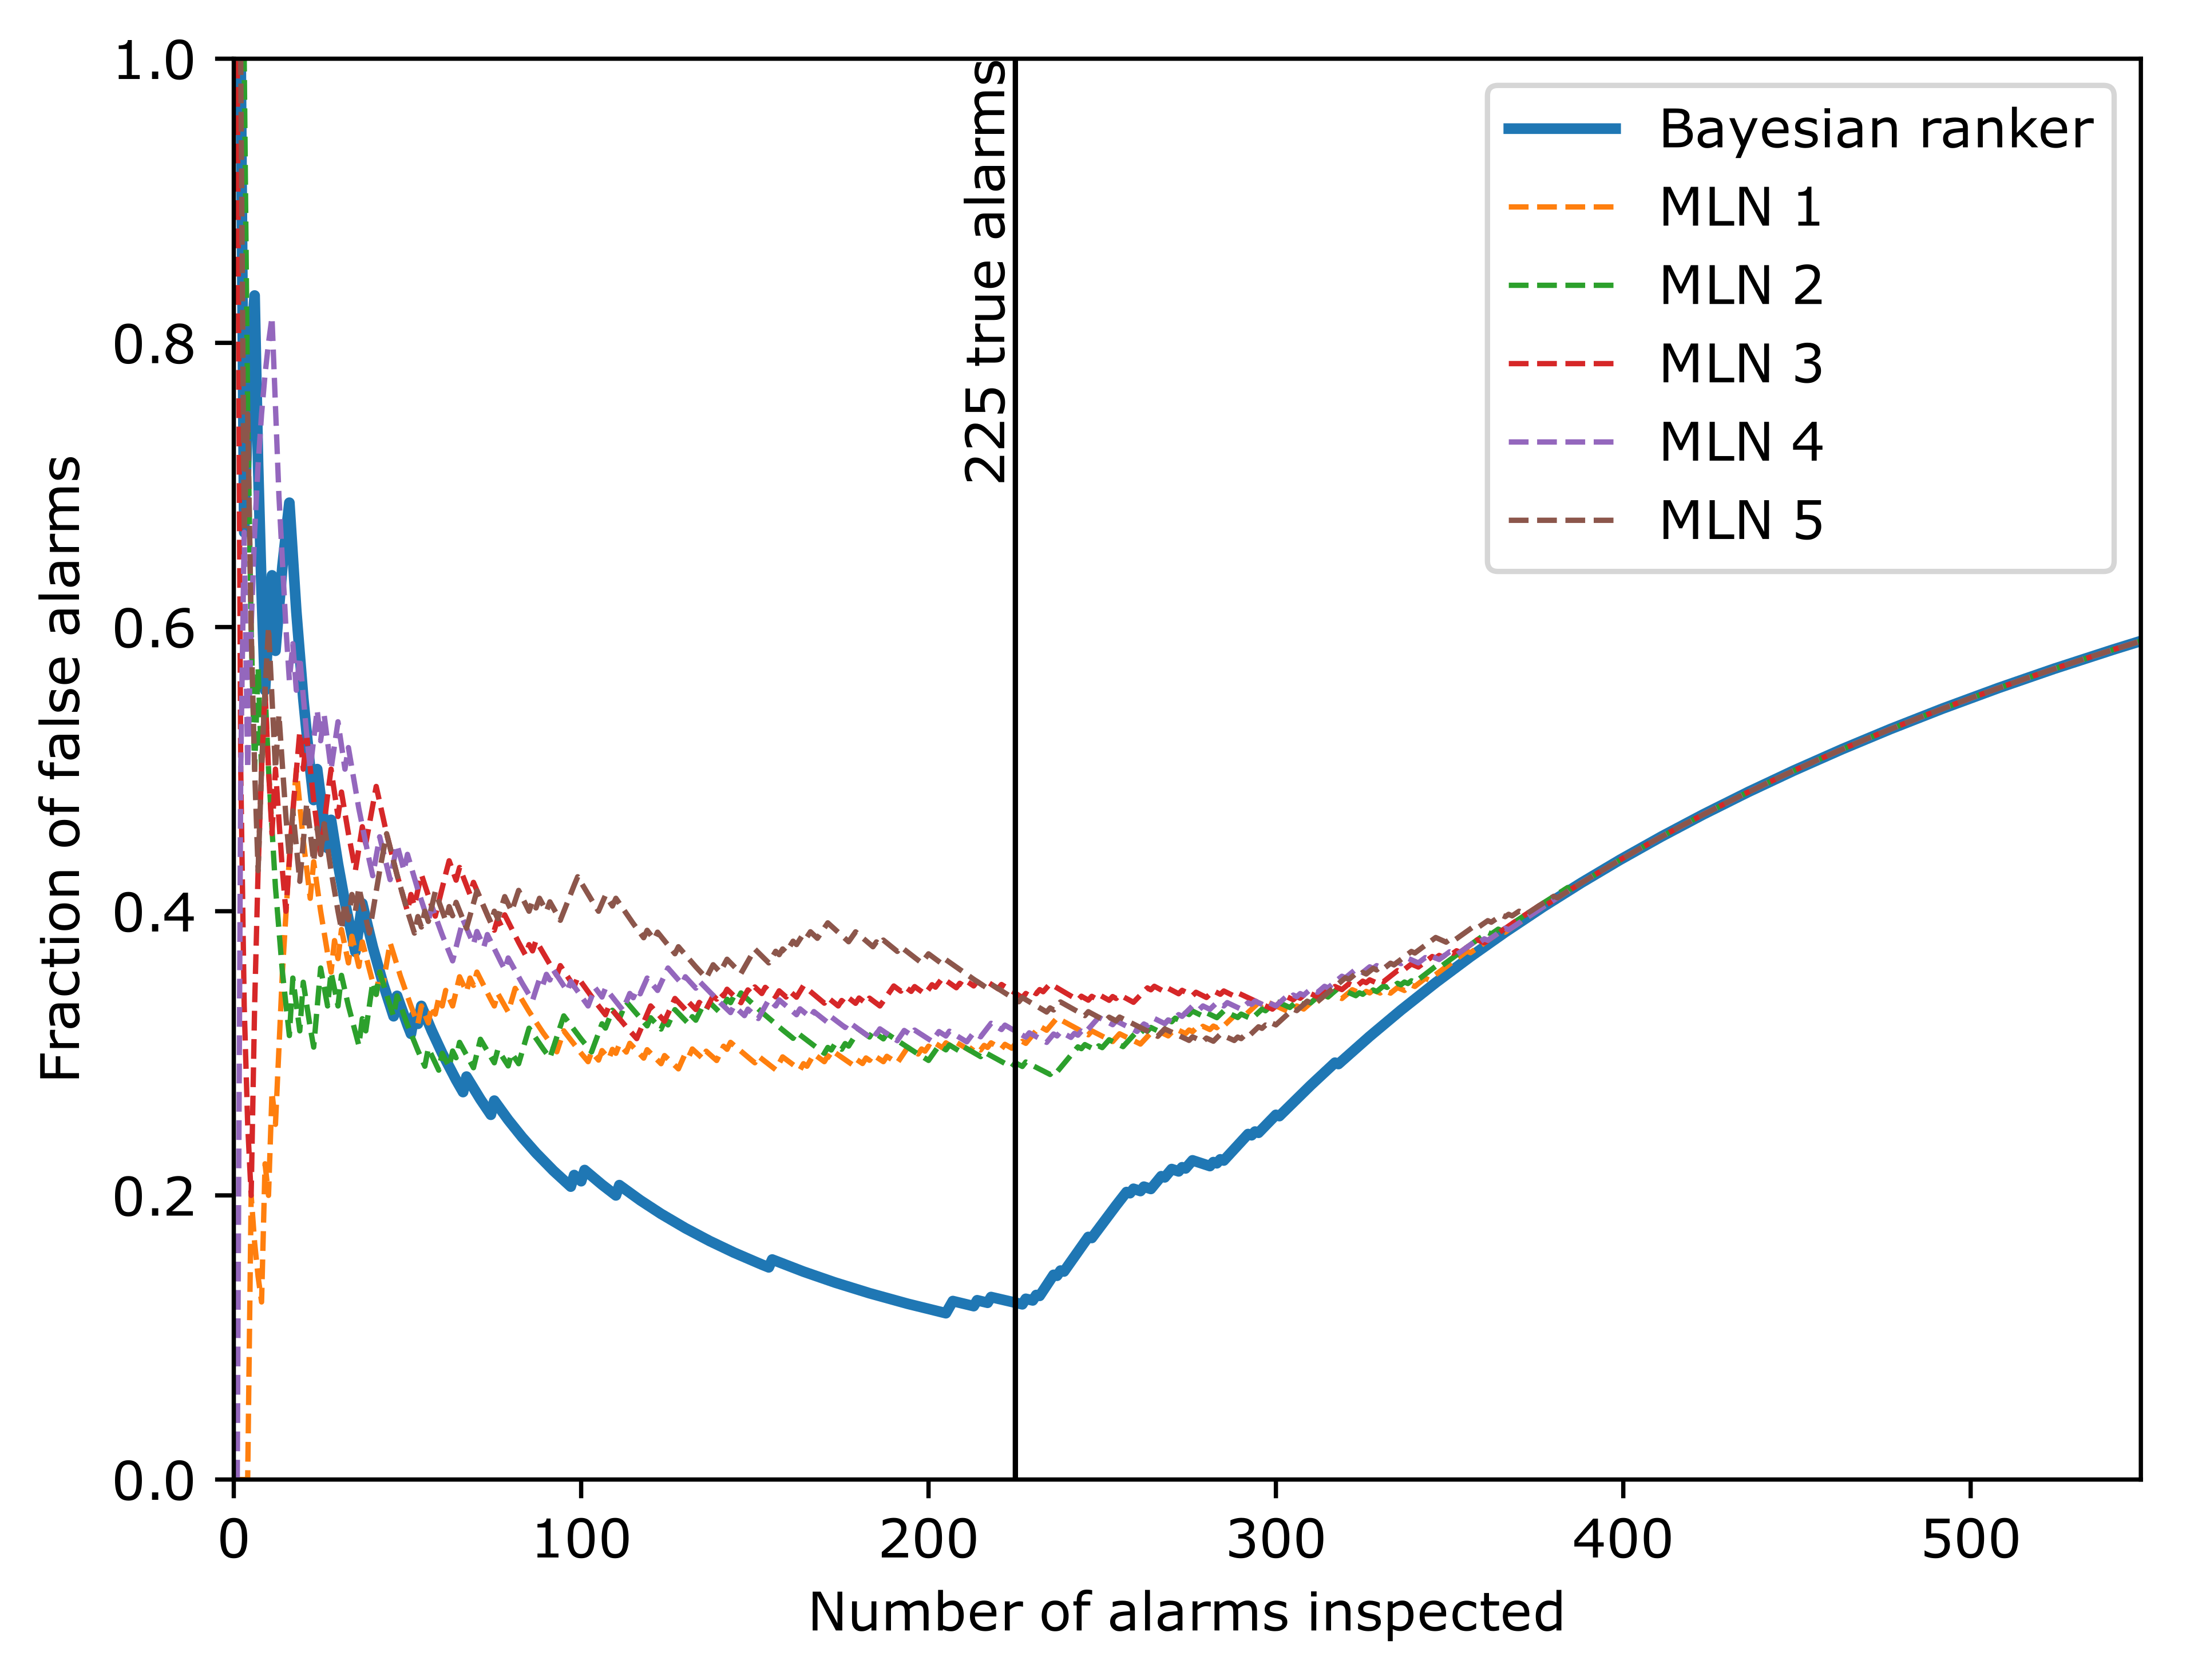 1.0
0.8
0.6
0.4
0.2
0.0
Fraction of false alarms
225 true alarms
Bayesian ranker
MLN 1
MLN 2
MLN 3
MLN 4
MLN 5
0
100
200
300
400
500
Number of alarms inspected